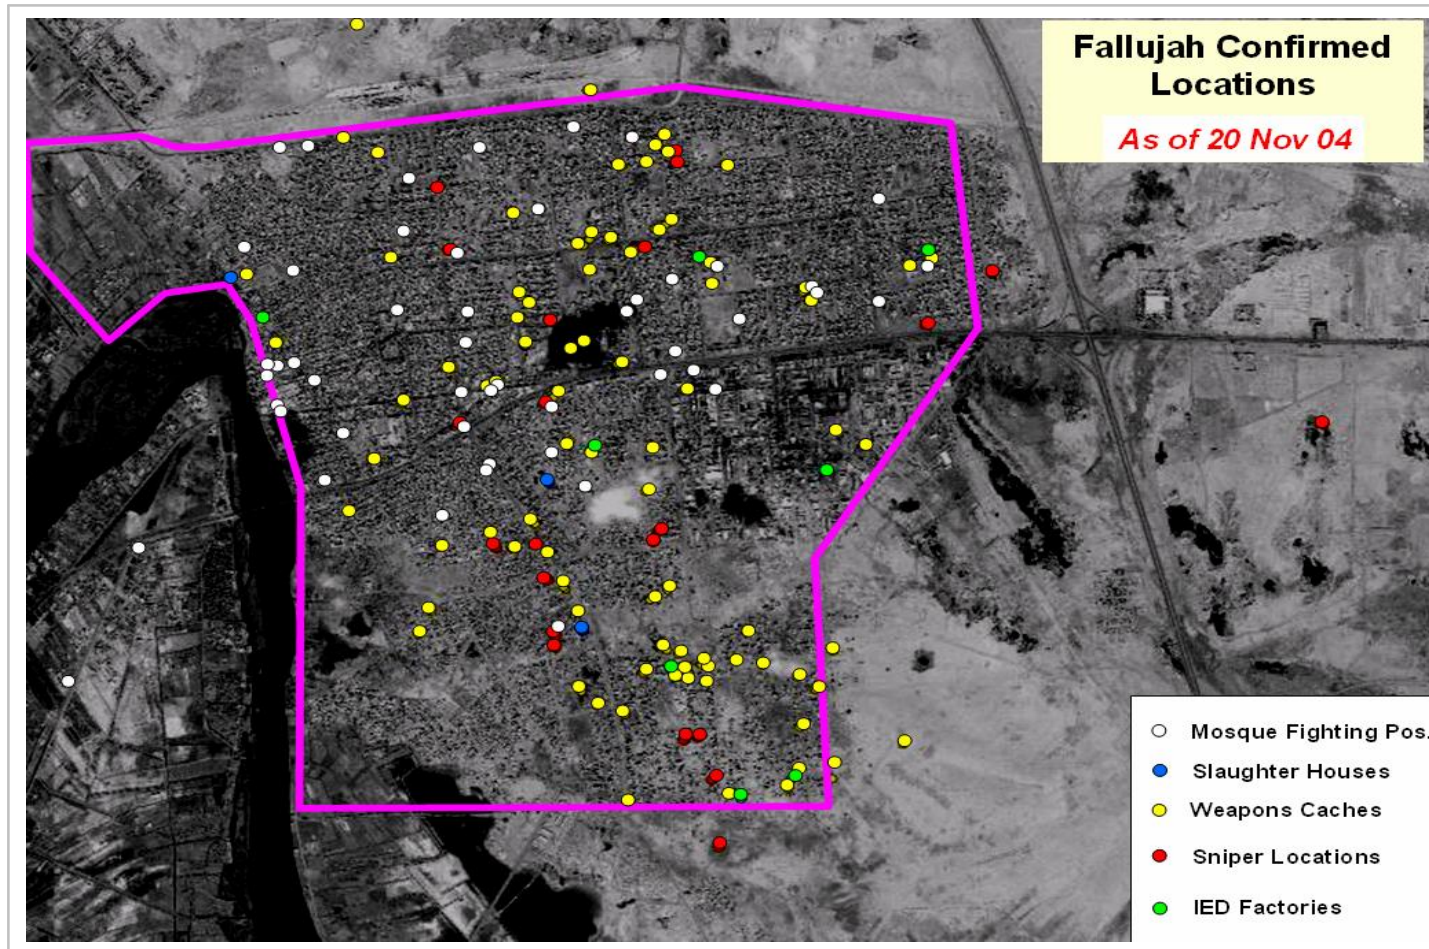 Fallujah Confirmed
Locations
As of 20 Nov 04
Mosque Fighting Pos.
Slaughter Houses
Weapons Caches
Sniper Locations
IED Factories